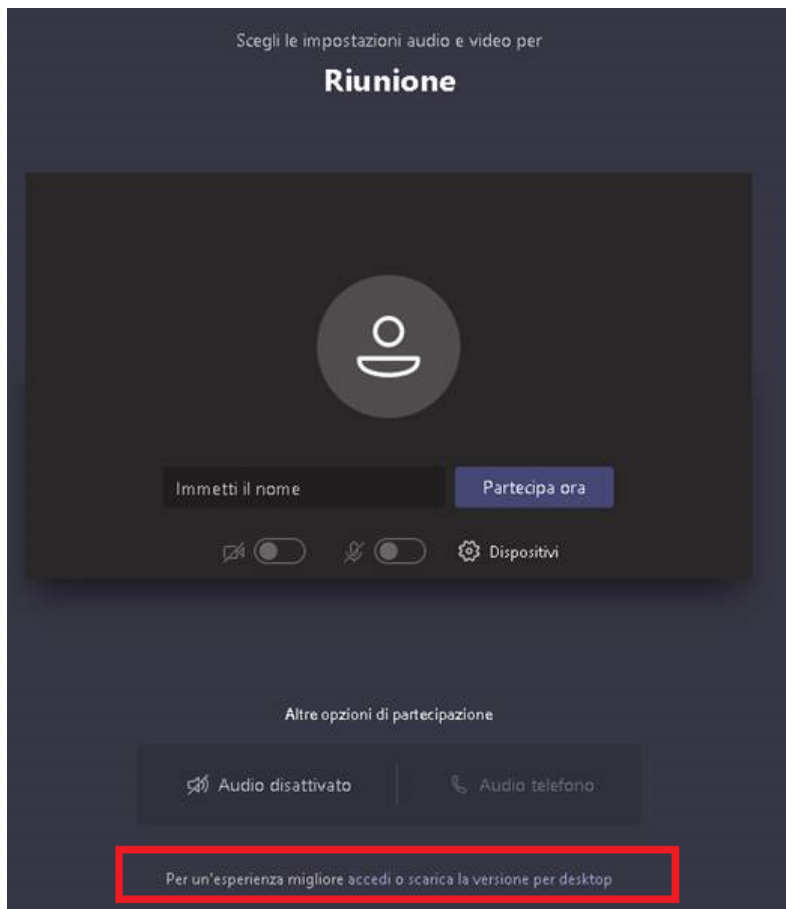 Scegli le impostazioni audio e video per
Riunione
Immetti il nome
Partecipa ora
Dispositivi
Altre opzioni di partecipazione
Audio disattivato
Audio telefono
Per un'esperienza migliore accedi o scarica la versione per desktop